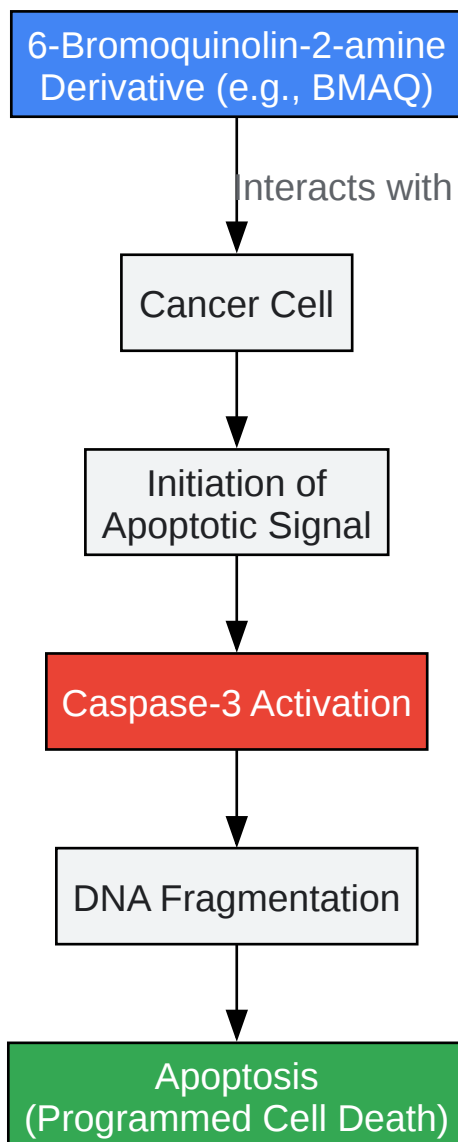 6-Bromoquinolin-2-amine
Derivative (e.g., BMAQ)
Interacts with
Cancer Cell
Initiation of
Apoptotic Signal
Caspase-3 Activation
DNA Fragmentation
Apoptosis
(Programmed Cell Death)